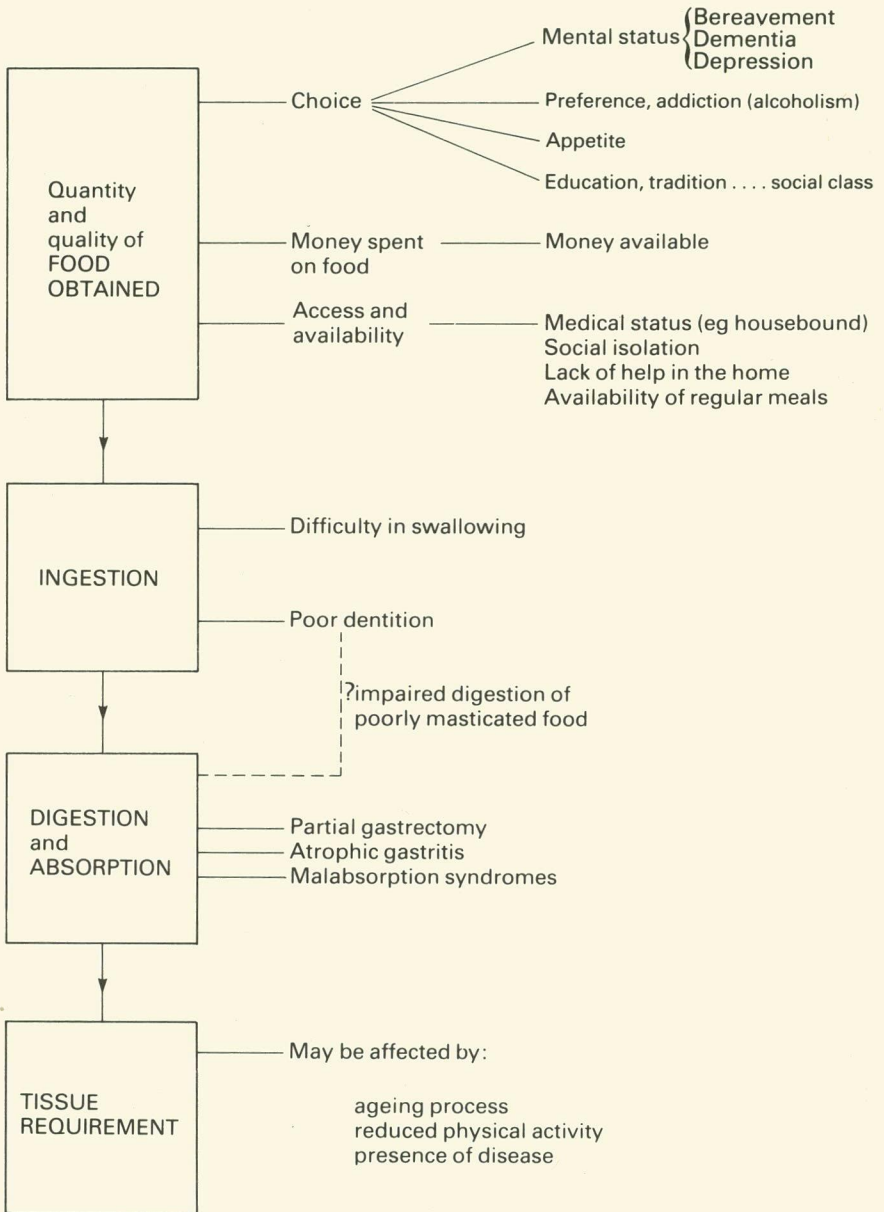 Mental status
Bereavement
Dementia
Depression
Choice
Preference, addiction (alcoholism)
Appetite
Education, tradition .... social class
Quantity
and
quality of
FOOD
OBTAINED
Money spent
on food
Money available
Access and
availability
Medical status (eg housebound)
Social isolation
Lack of help in the home
Availability of regular meals
INGESTION
Difficulty in swallowing
Poor dentition
?impaired digestion of
poorly masticated food
DIGESTION
and
ABSORPTION
Partial gastrectomy
Atrophic gastritis
Malabsorption syndromes
TISSUE
REQUIREMENT
May be affected by:
ageing process
reduced physical activity
presence of disease